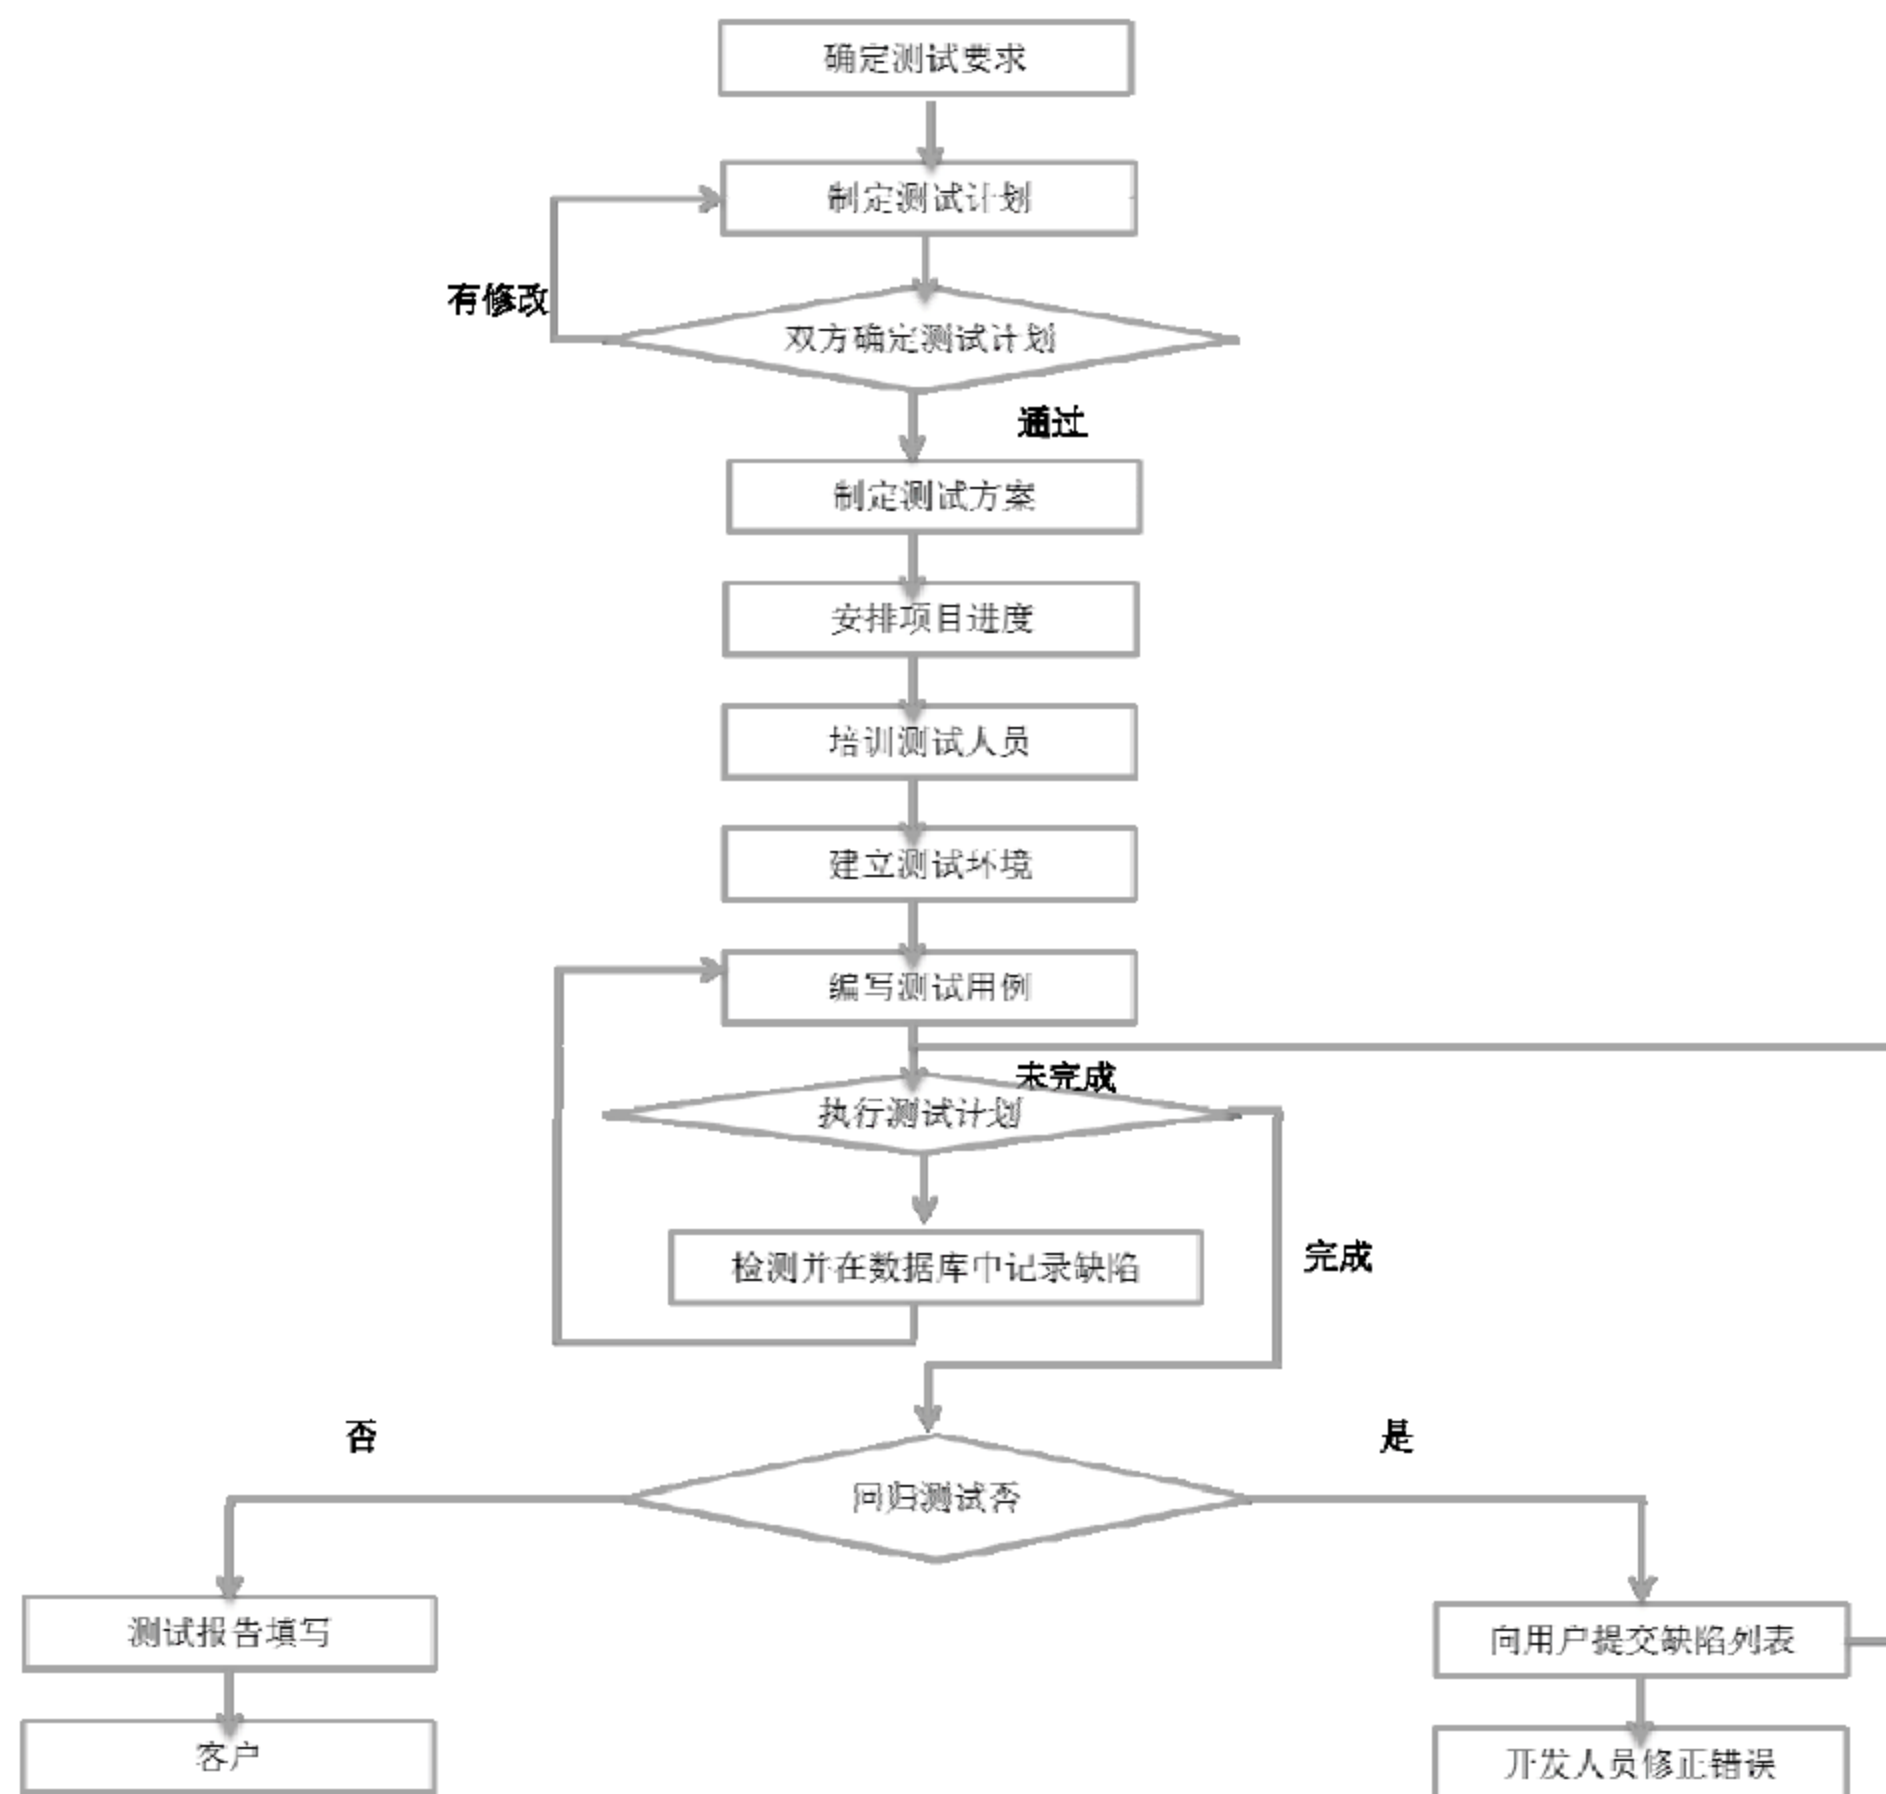 确定测试要求
制定测试计划
有修改
双方确定测试计划
通过
制定测试方案
安排项目进度
培训测试人员
建立测试环境
编写测试用例
未完成
执行测试计划
检测并在数据库中记录缺陷
完成
否
是
回归测试否
测试报告填写
向用户提交缺陷列表
客户
开发人员修正错误